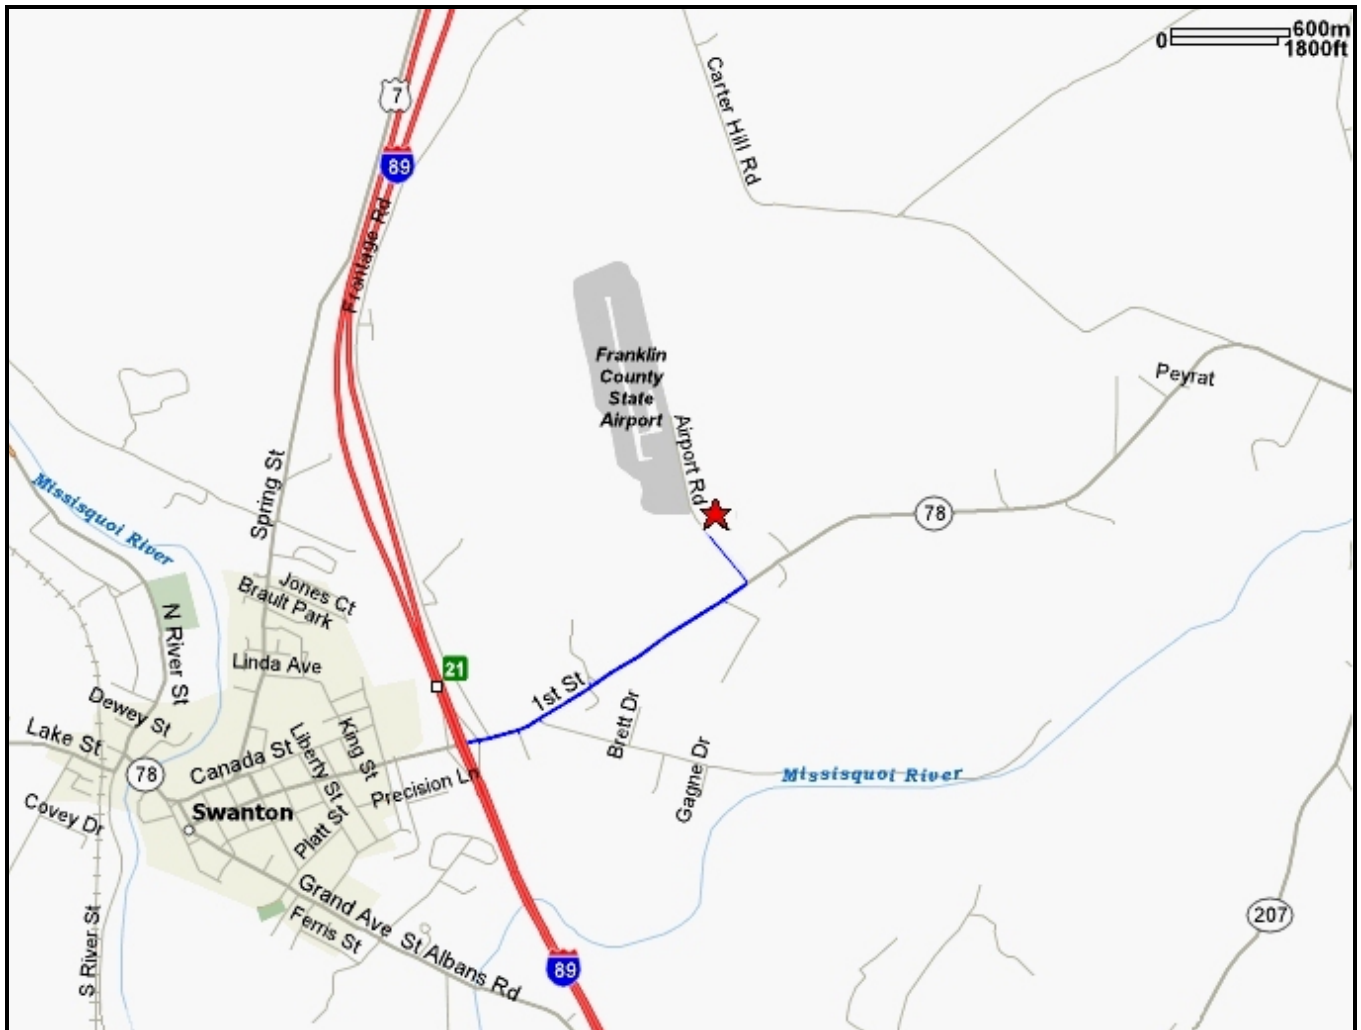 0
600m
1800ft
7
Carter Hill Rd
89
Frontage Rd
Franklin
County
State
Airport
Peyrat
Airport Rd
Spring St
Missisquoi River
78
Jones Ct
Brault Park
N River St
Linda Ave
21
1st St
Dewey St
Brett Dr
King St
Liberty St
Lake St
Canada St
Gagne Dr
78
Missisquoi River
Precision Ln
Swanton
Covey Dr
Platt St
Grand Ave
St Albans Rd
Ferris St
207
S River St
89